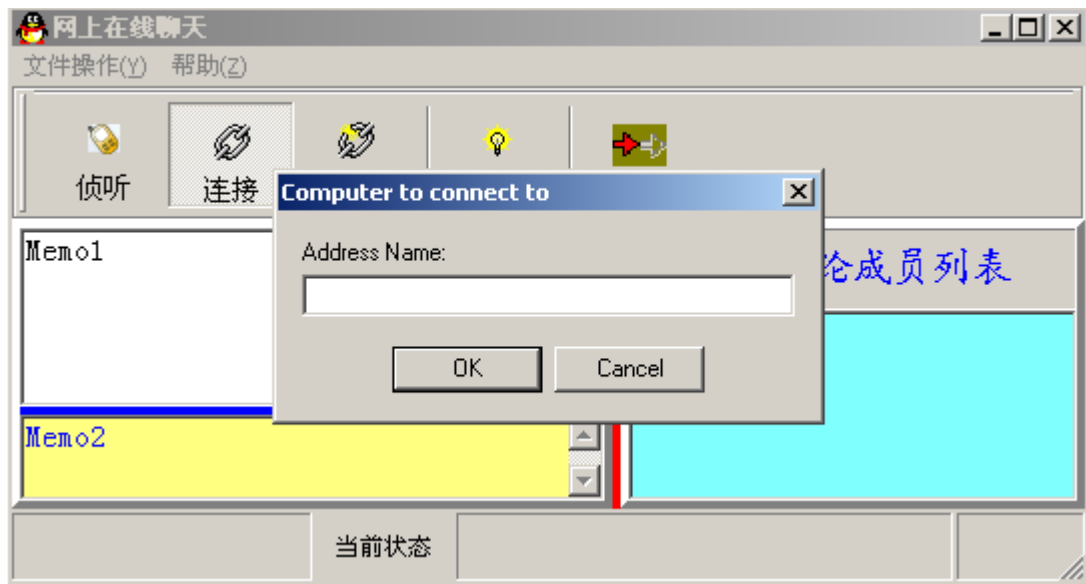 网上在线聊天
文件操作(Y) 帮助(Z)
侦听 连接
Computer to connect to
Address Name:
OK Cancel
Memo1
成员列表
Memo2
当前状态